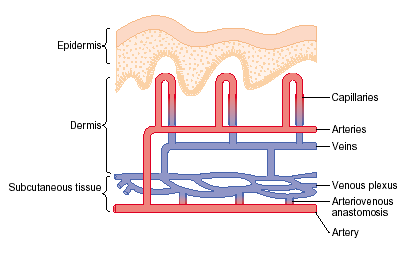 Epidermis
Capillaries
Dermis
Arteries
Veins
Subcutaneous tissue
Venous plexus
Arteriovenous
anastomosis
Artery